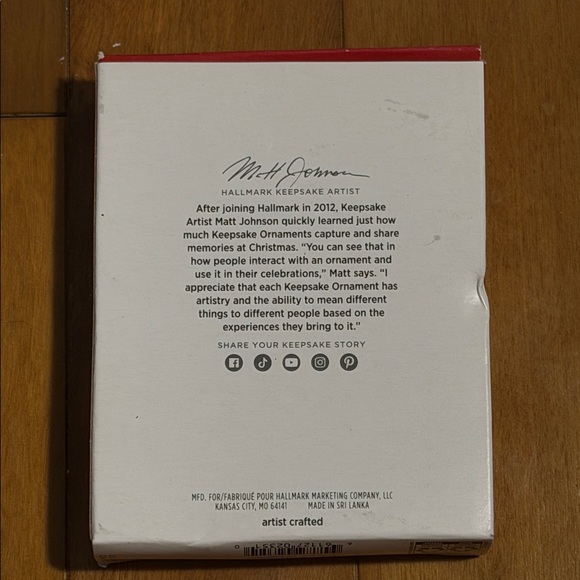 Matt Johnson
HALLMARK KEEPSAKE ARTIST
After joining Hallmark in 2012, Keepsake
Artist Matt Johnson quickly learned just how
much Keepsake Ornaments capture and share
memories at Christmas. “You can see that in
how people interact with an ornament and
use it in their celebrations,” Matt says. “I
appreciate that each Keepsake Ornament has
artistry and the ability to mean different
things to different people based on the
experiences they bring to it.”
SHARE YOUR KEEPSAKE STORY
MFD. FOR/FABRIQUÉ POUR HALLMARK MARKETING COMPANY, LLC
KANSAS CITY, MO 64141 MADE IN SRI LANKA
artist crafted